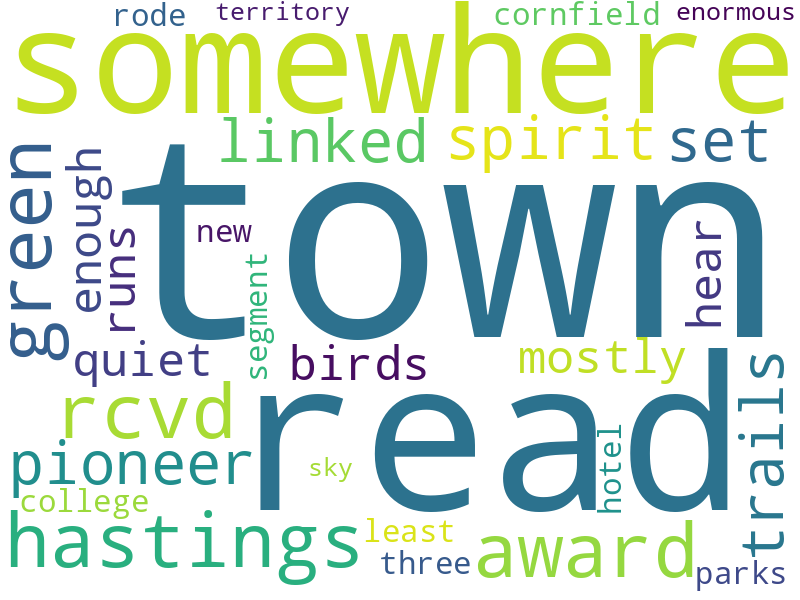 rode territory cornfield enormous
somewhere
linked spirit set
green enough runs town new hear
segment
quiet birds mostly
rcvd read trails
pioneer sky hotel
college
hastings least award
three parks